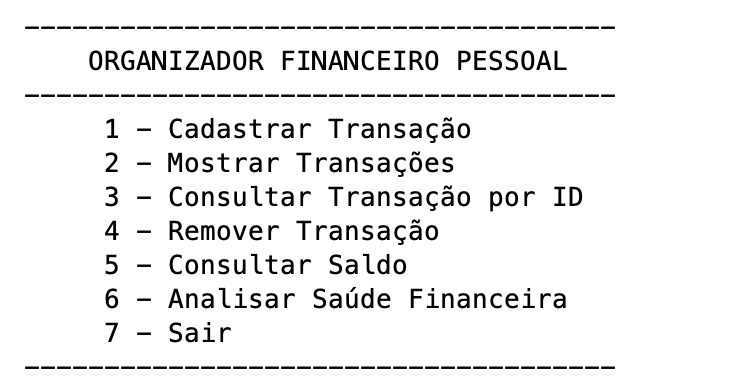 -------------------------------------
ORGANIZADOR FINANCEIRO PESSOAL
-------------------------------------
1 - Cadastrar Transação
2 - Mostrar Transações
3 - Consultar Transação por ID
4 - Remover Transação
5 - Consultar Saldo
6 - Analisar Saúde Financeira
7 - Sair
-------------------------------------